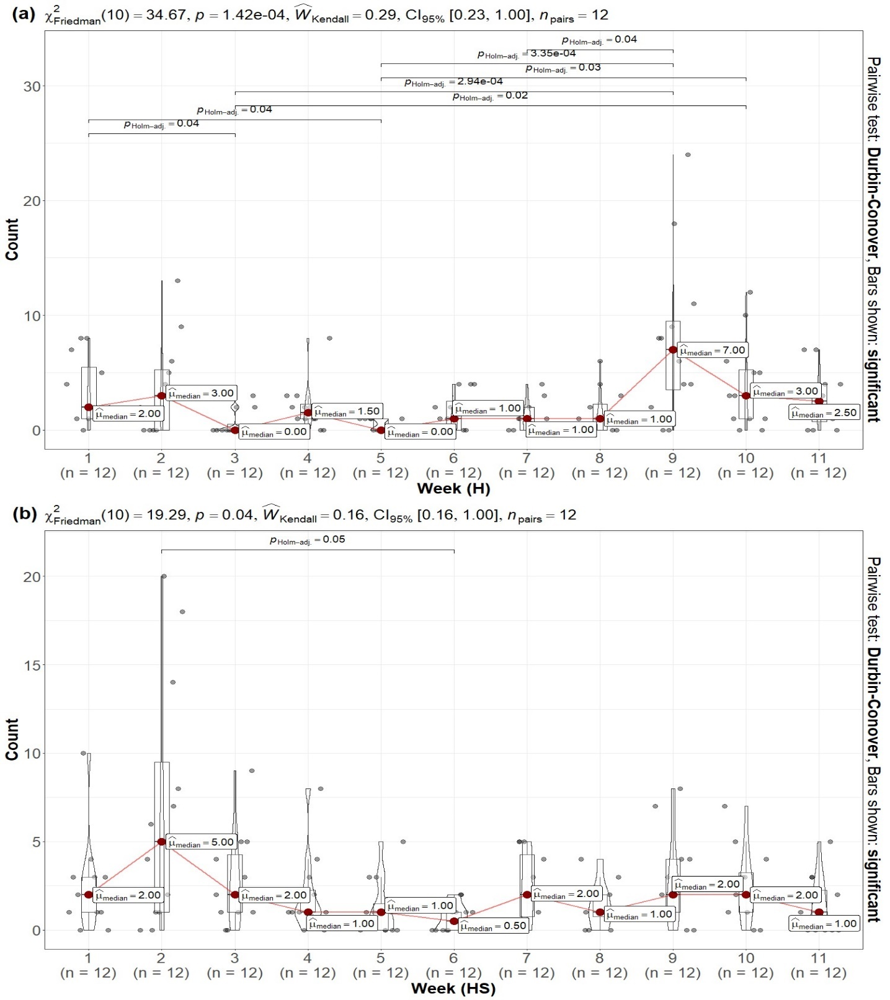 (a) χ²Friedman(10) = 34.67, p = 1.42e-04, ŴKendall = 0.29, CI95% [0.23, 1.00], npairs = 12
pHolm–adj. = 0.04
pHolm–adj. = 3.35e-04
pHolm–adj. = 0.03
pHolm–adj. = 2.94e-04
pHolm–adj. = 0.02
pHolm–adj. = 0.04
pHolm–adj. = 0.04
30
20
10
0
Count
μ̂median = 2.00
μ̂median = 3.00
μ̂median = 0.00
μ̂median = 1.50
μ̂median = 0.00
μ̂median = 1.00
μ̂median = 1.00
μ̂median = 1.00
μ̂median = 7.00
μ̂median = 3.00
μ̂median = 2.50
Pairwise test: Durbin-Conover, Bars shown: significant
1 2 3 4 5 6 7 8 9 10 11
(n = 12) (n = 12) (n = 12) (n = 12) (n = 12) (n = 12) (n = 12) (n = 12) (n = 12) (n = 12) (n = 12)
Week (H)
(b) χ²Friedman(10) = 19.29, p = 0.04, ŴKendall = 0.16, CI95% [0.16, 1.00], npairs = 12
pHolm–adj. = 0.05
20
15
10
5
0
Count
μ̂median = 2.00
μ̂median = 5.00
μ̂median = 2.00
μ̂median = 1.00
μ̂median = 1.00
μ̂median = 0.50
μ̂median = 2.00
μ̂median = 1.00
μ̂median = 2.00
μ̂median = 2.00
μ̂median = 1.00
Pairwise test: Durbin-Conover, Bars shown: significant
1 2 3 4 5 6 7 8 9 10 11
(n = 12) (n = 12) (n = 12) (n = 12) (n = 12) (n = 12) (n = 12) (n = 12) (n = 12) (n = 12) (n = 12)
Week (HS)